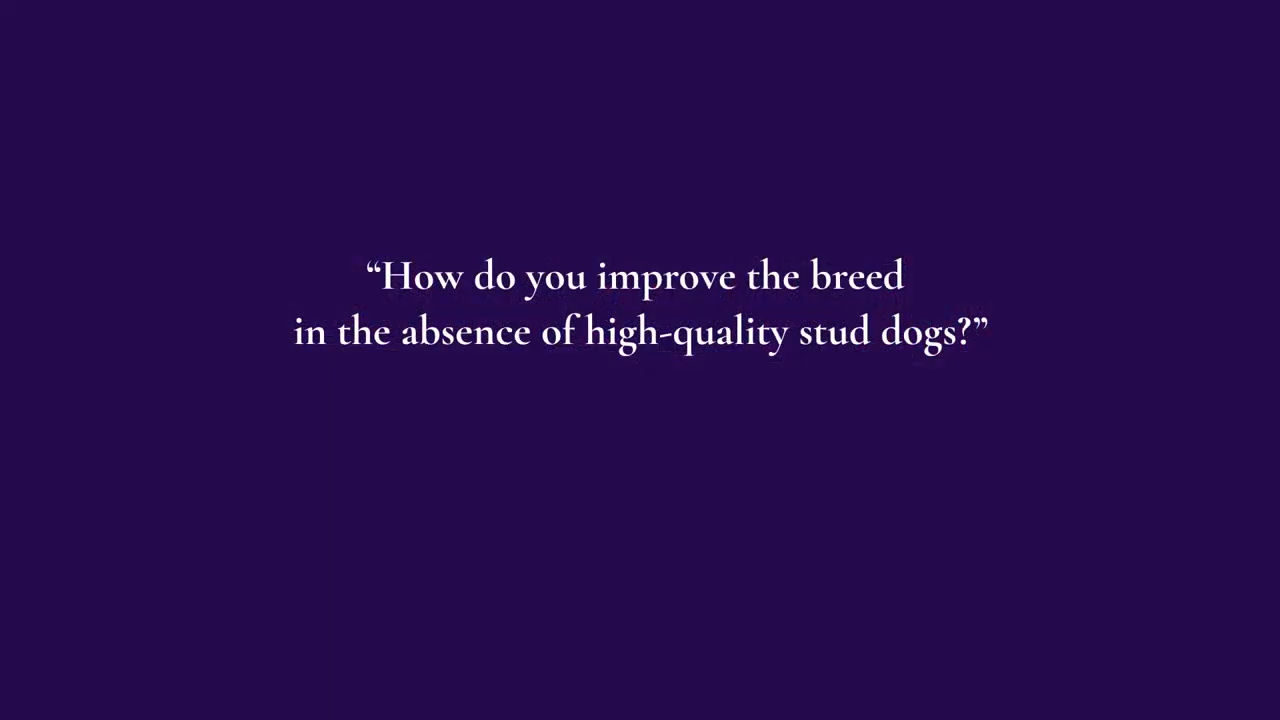 “How do you improve the breed
in the absence of high-quality stud dogs?”